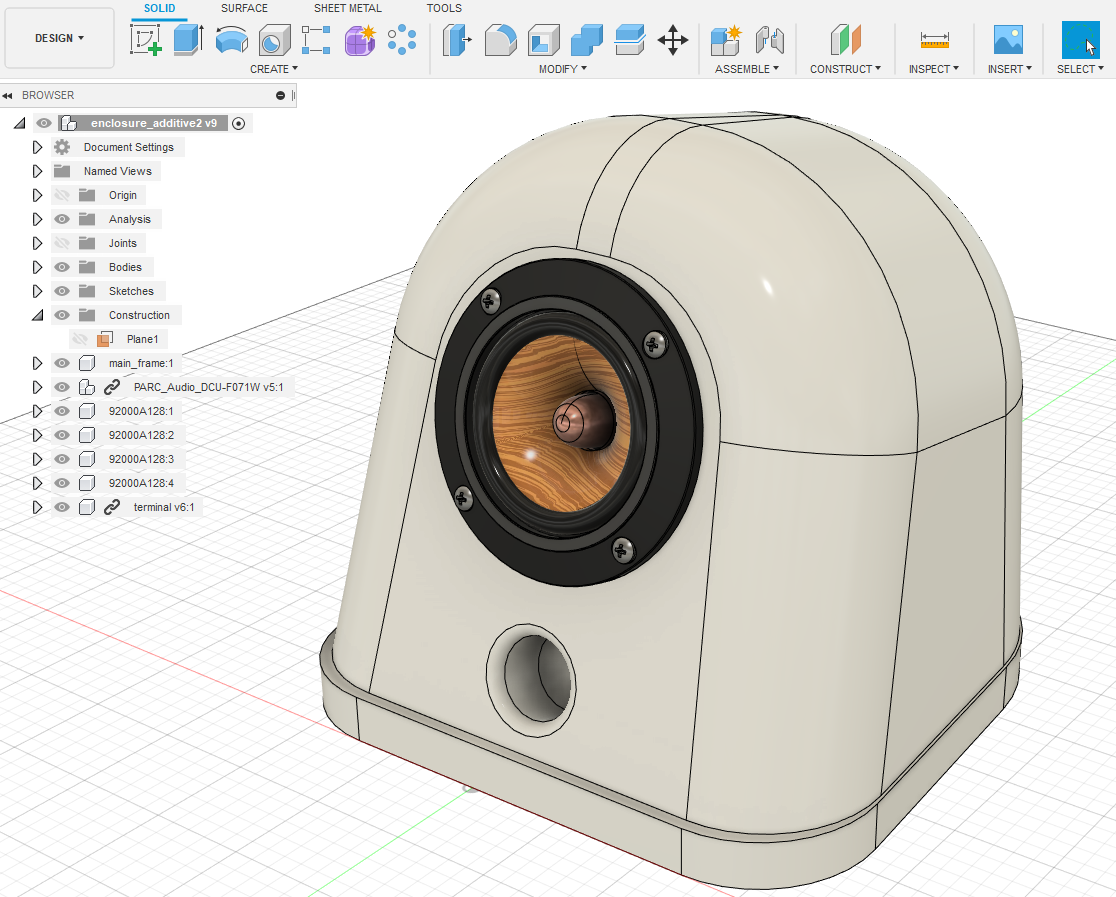 SOLID SURFACE SHEET METAL TOOLS
DESIGN ▾
CREATE ▾ MODIFY ▾ ASSEMBLE ▾ CONSTRUCT ▾ INSPECT ▾ INSERT ▾ SELECT ▾
BROWSER
enclosure_additive2 v9
Document Settings
Named Views
Origin
Analysis
Joints
Bodies
Sketches
Construction
Plane1
main_frame:1
PARC_Audio_DCU-F071W v5:1
92000A128:1
92000A128:2
92000A128:3
92000A128:4
terminal v6:1